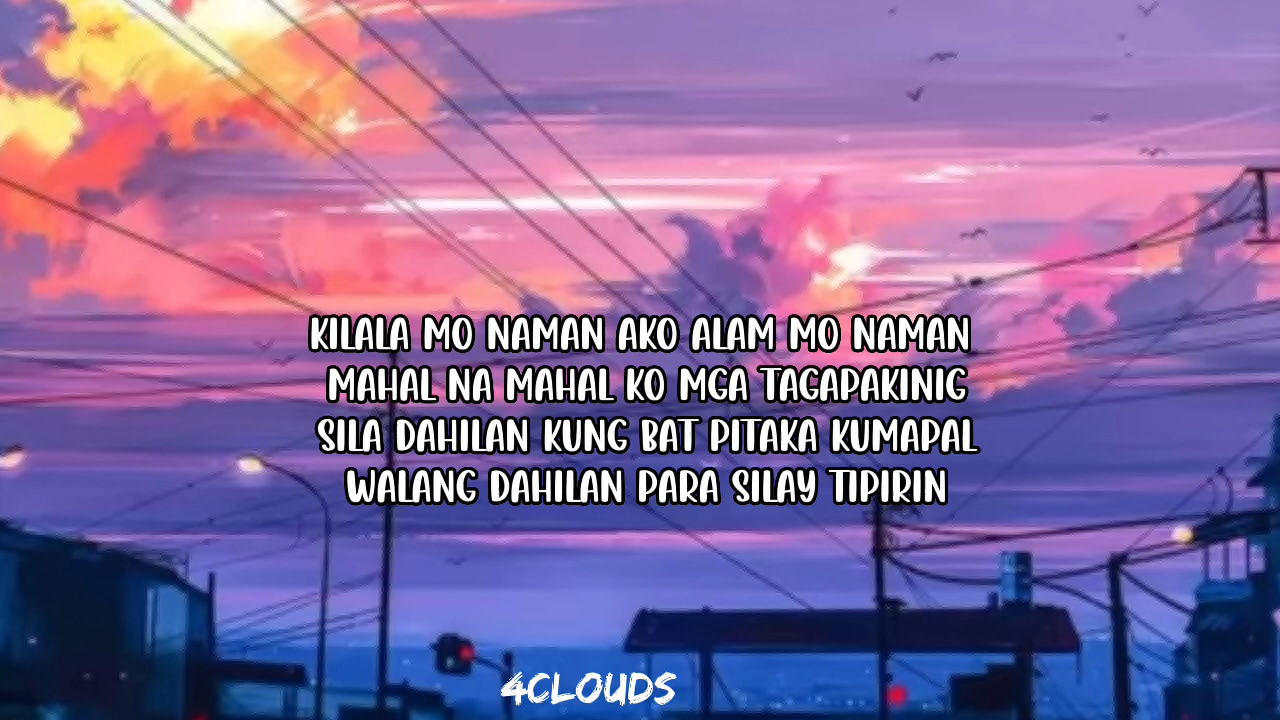 KILALA MO NAMAN AKO ALAM MO NAMAN
MAHAL NA MAHAL KO MGA TAGAPAKINIG
SILA DAHILAN KUNG BAT PITAKA KUMAPAL
WALANG DAHILAN PARA SILAY TIPIRIN
4CLOUDS